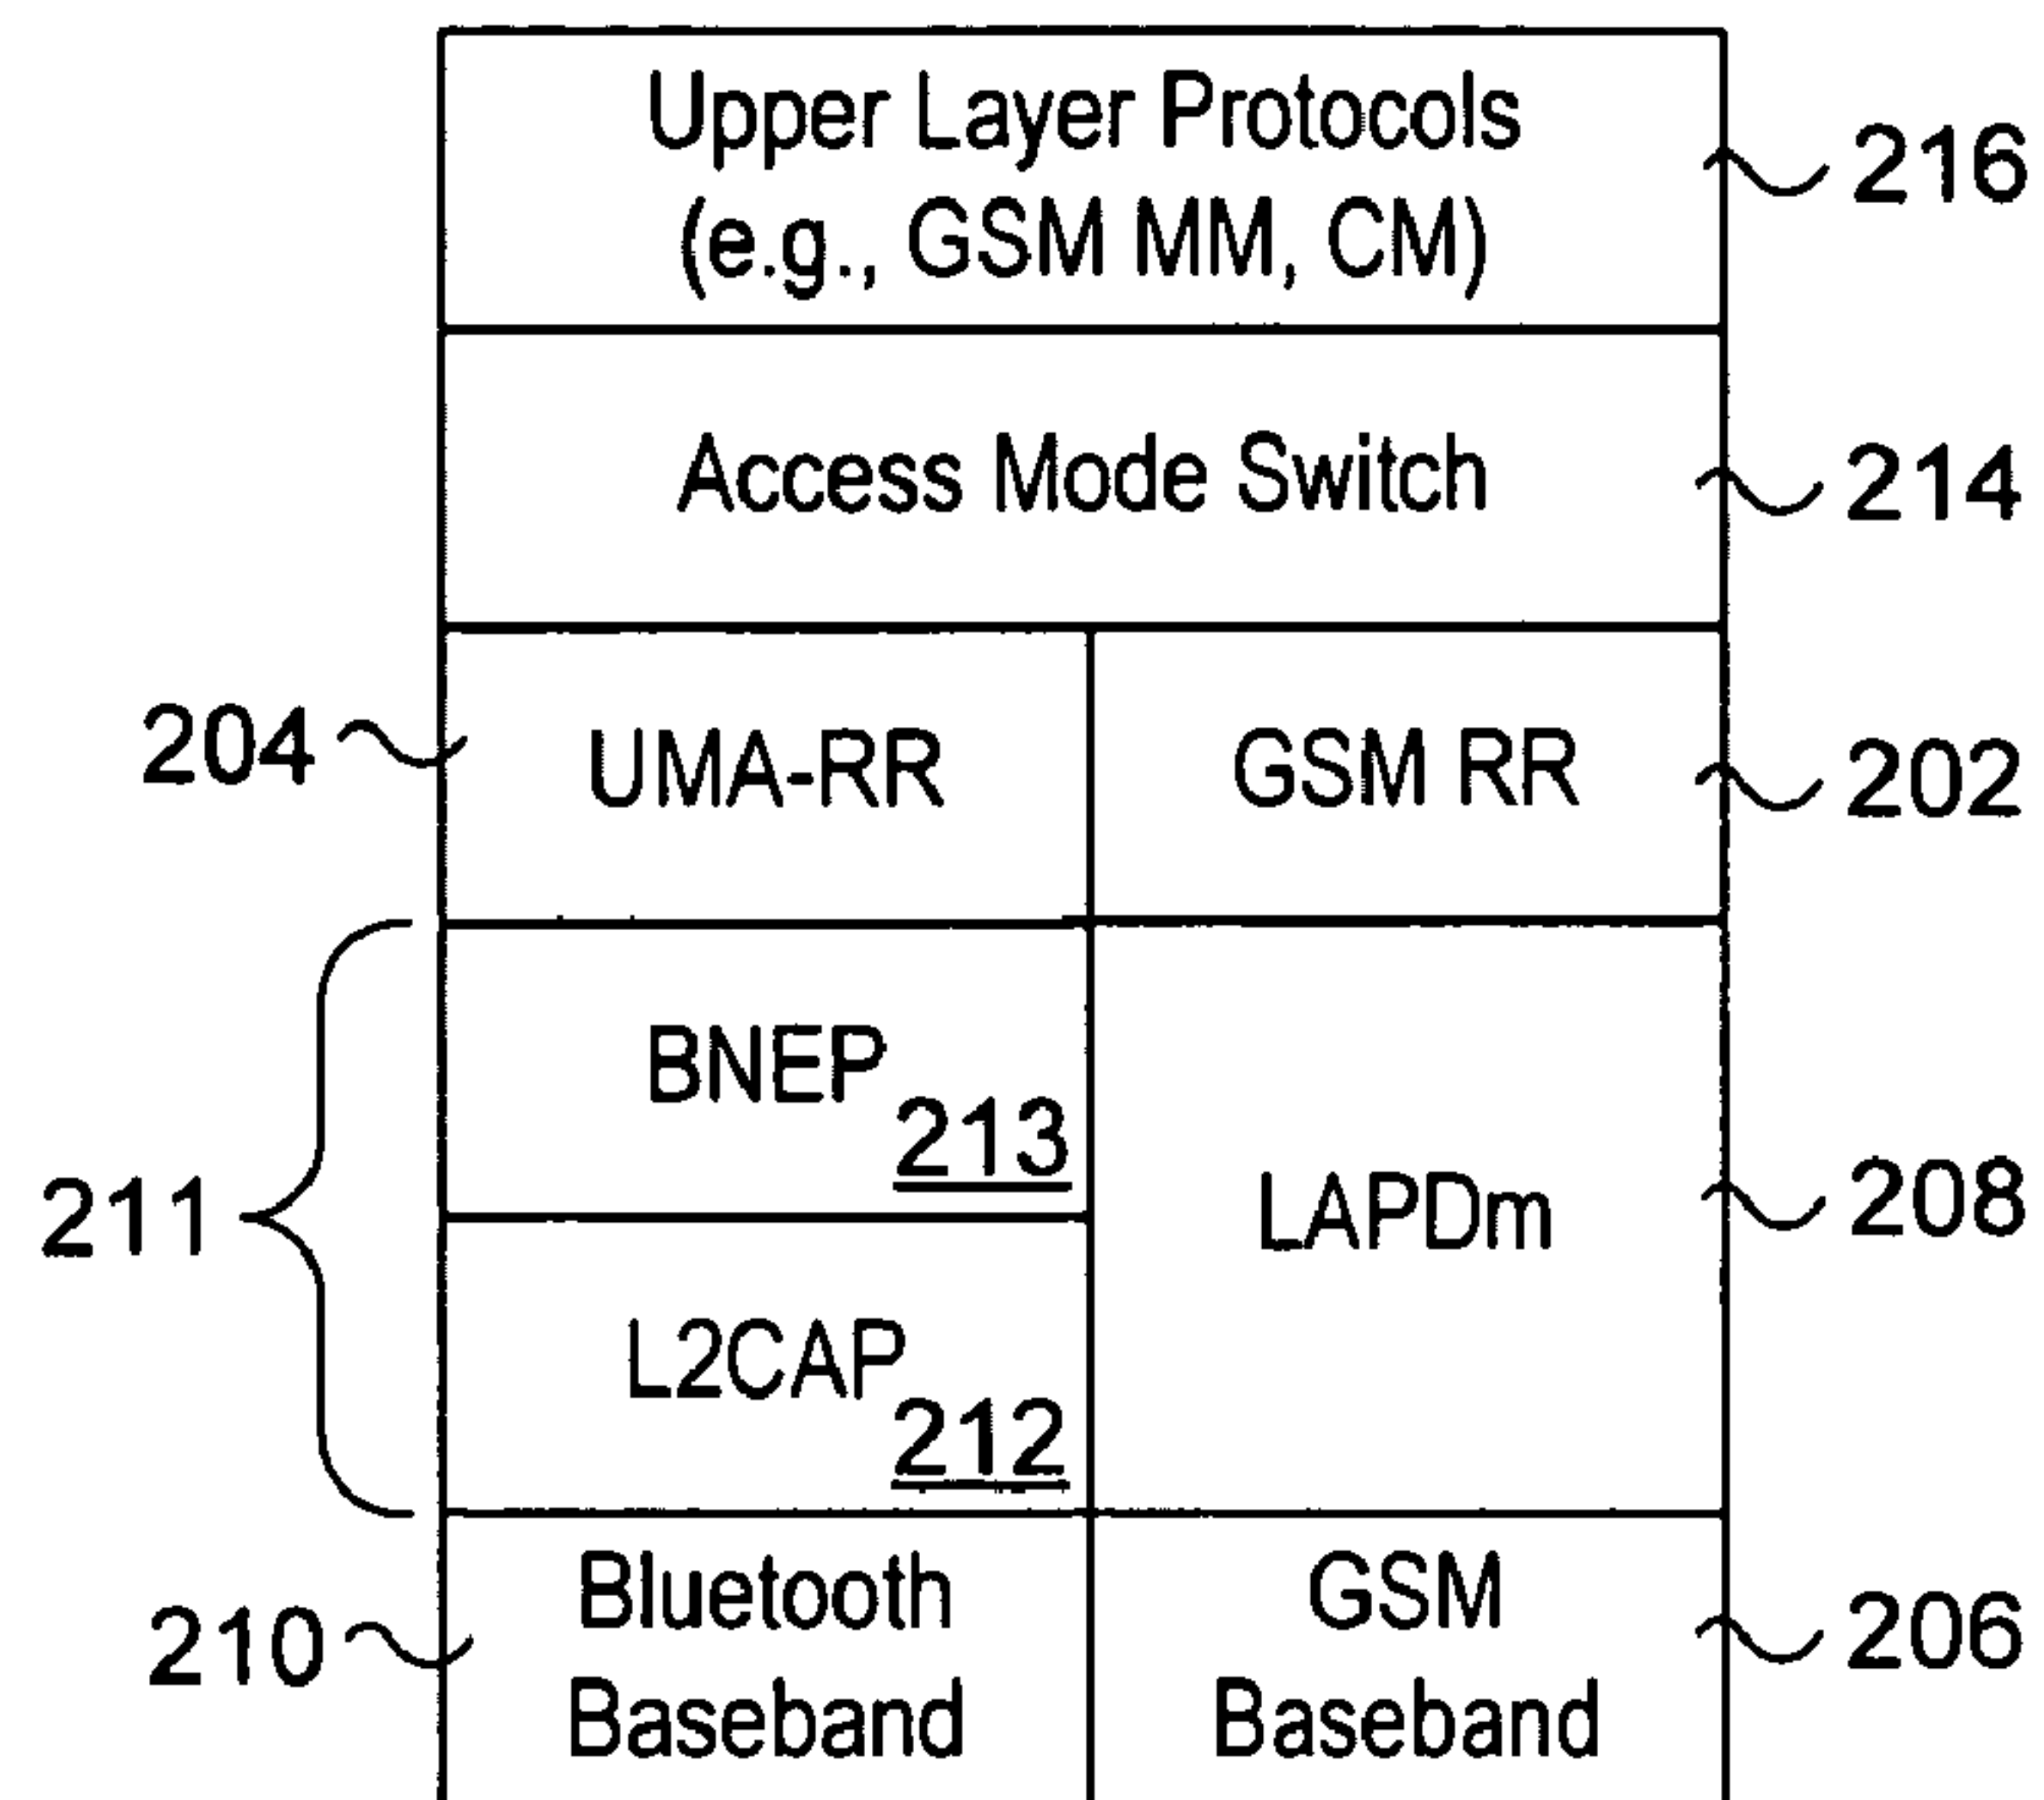 Upper Layer Protocols
(e.g., GSM MM, CM)
216
Access Mode Switch
214
204
UMA-RR
GSM RR
202
BNEP
213
211
LAPDm
208
L2CAP
212
210
Bluetooth
Baseband
GSM
Baseband
206